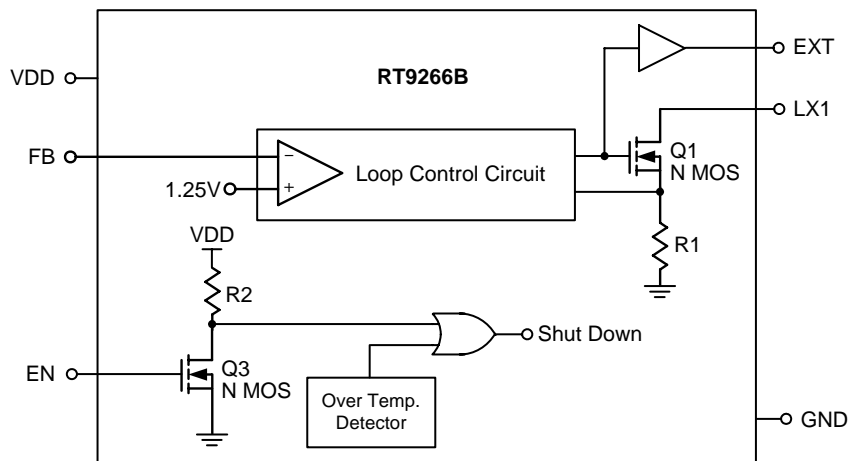 EXT
VDD
RT9266B
LX1
FB
−
Loop Control Circuit
Q1
N MOS
1.25V
+
VDD
R1
R2
Shut Down
EN
Q3
N MOS
Over Temp.
Detector
GND